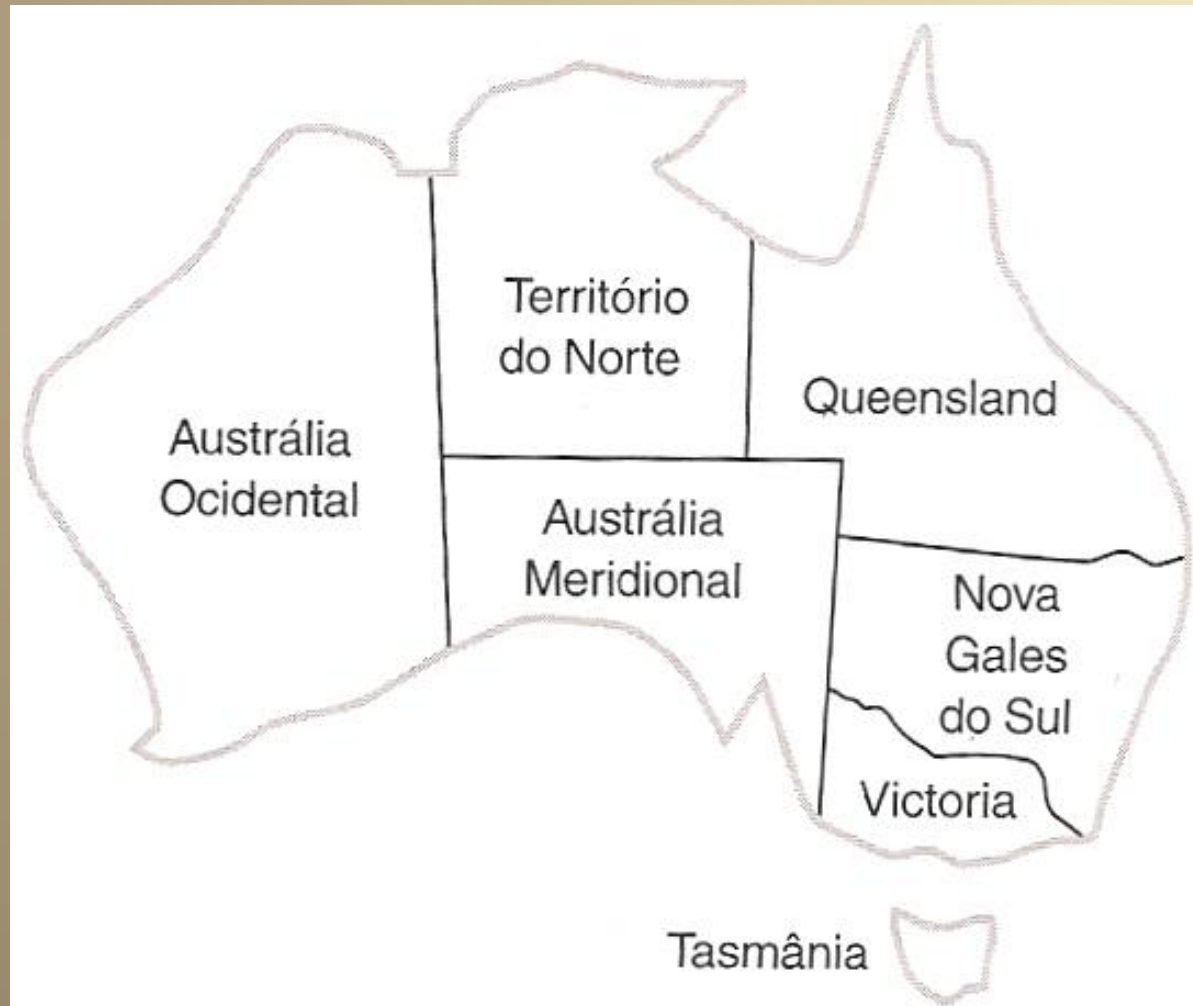 Território
do Norte
Queensland
Austrália
Ocidental
Austrália
Meridional
Nova
Gales
do Sul
Victoria
Tasmânia